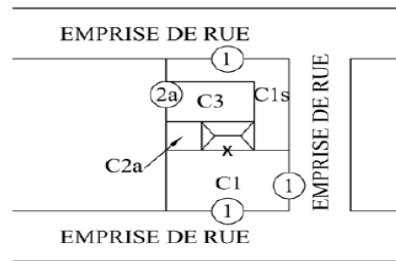 EMPRISE DE RUE
1
2a
C3
C1s
C2a
x
C1
1
1
EMPRISE DE RUE
EMPRISE DE RUE